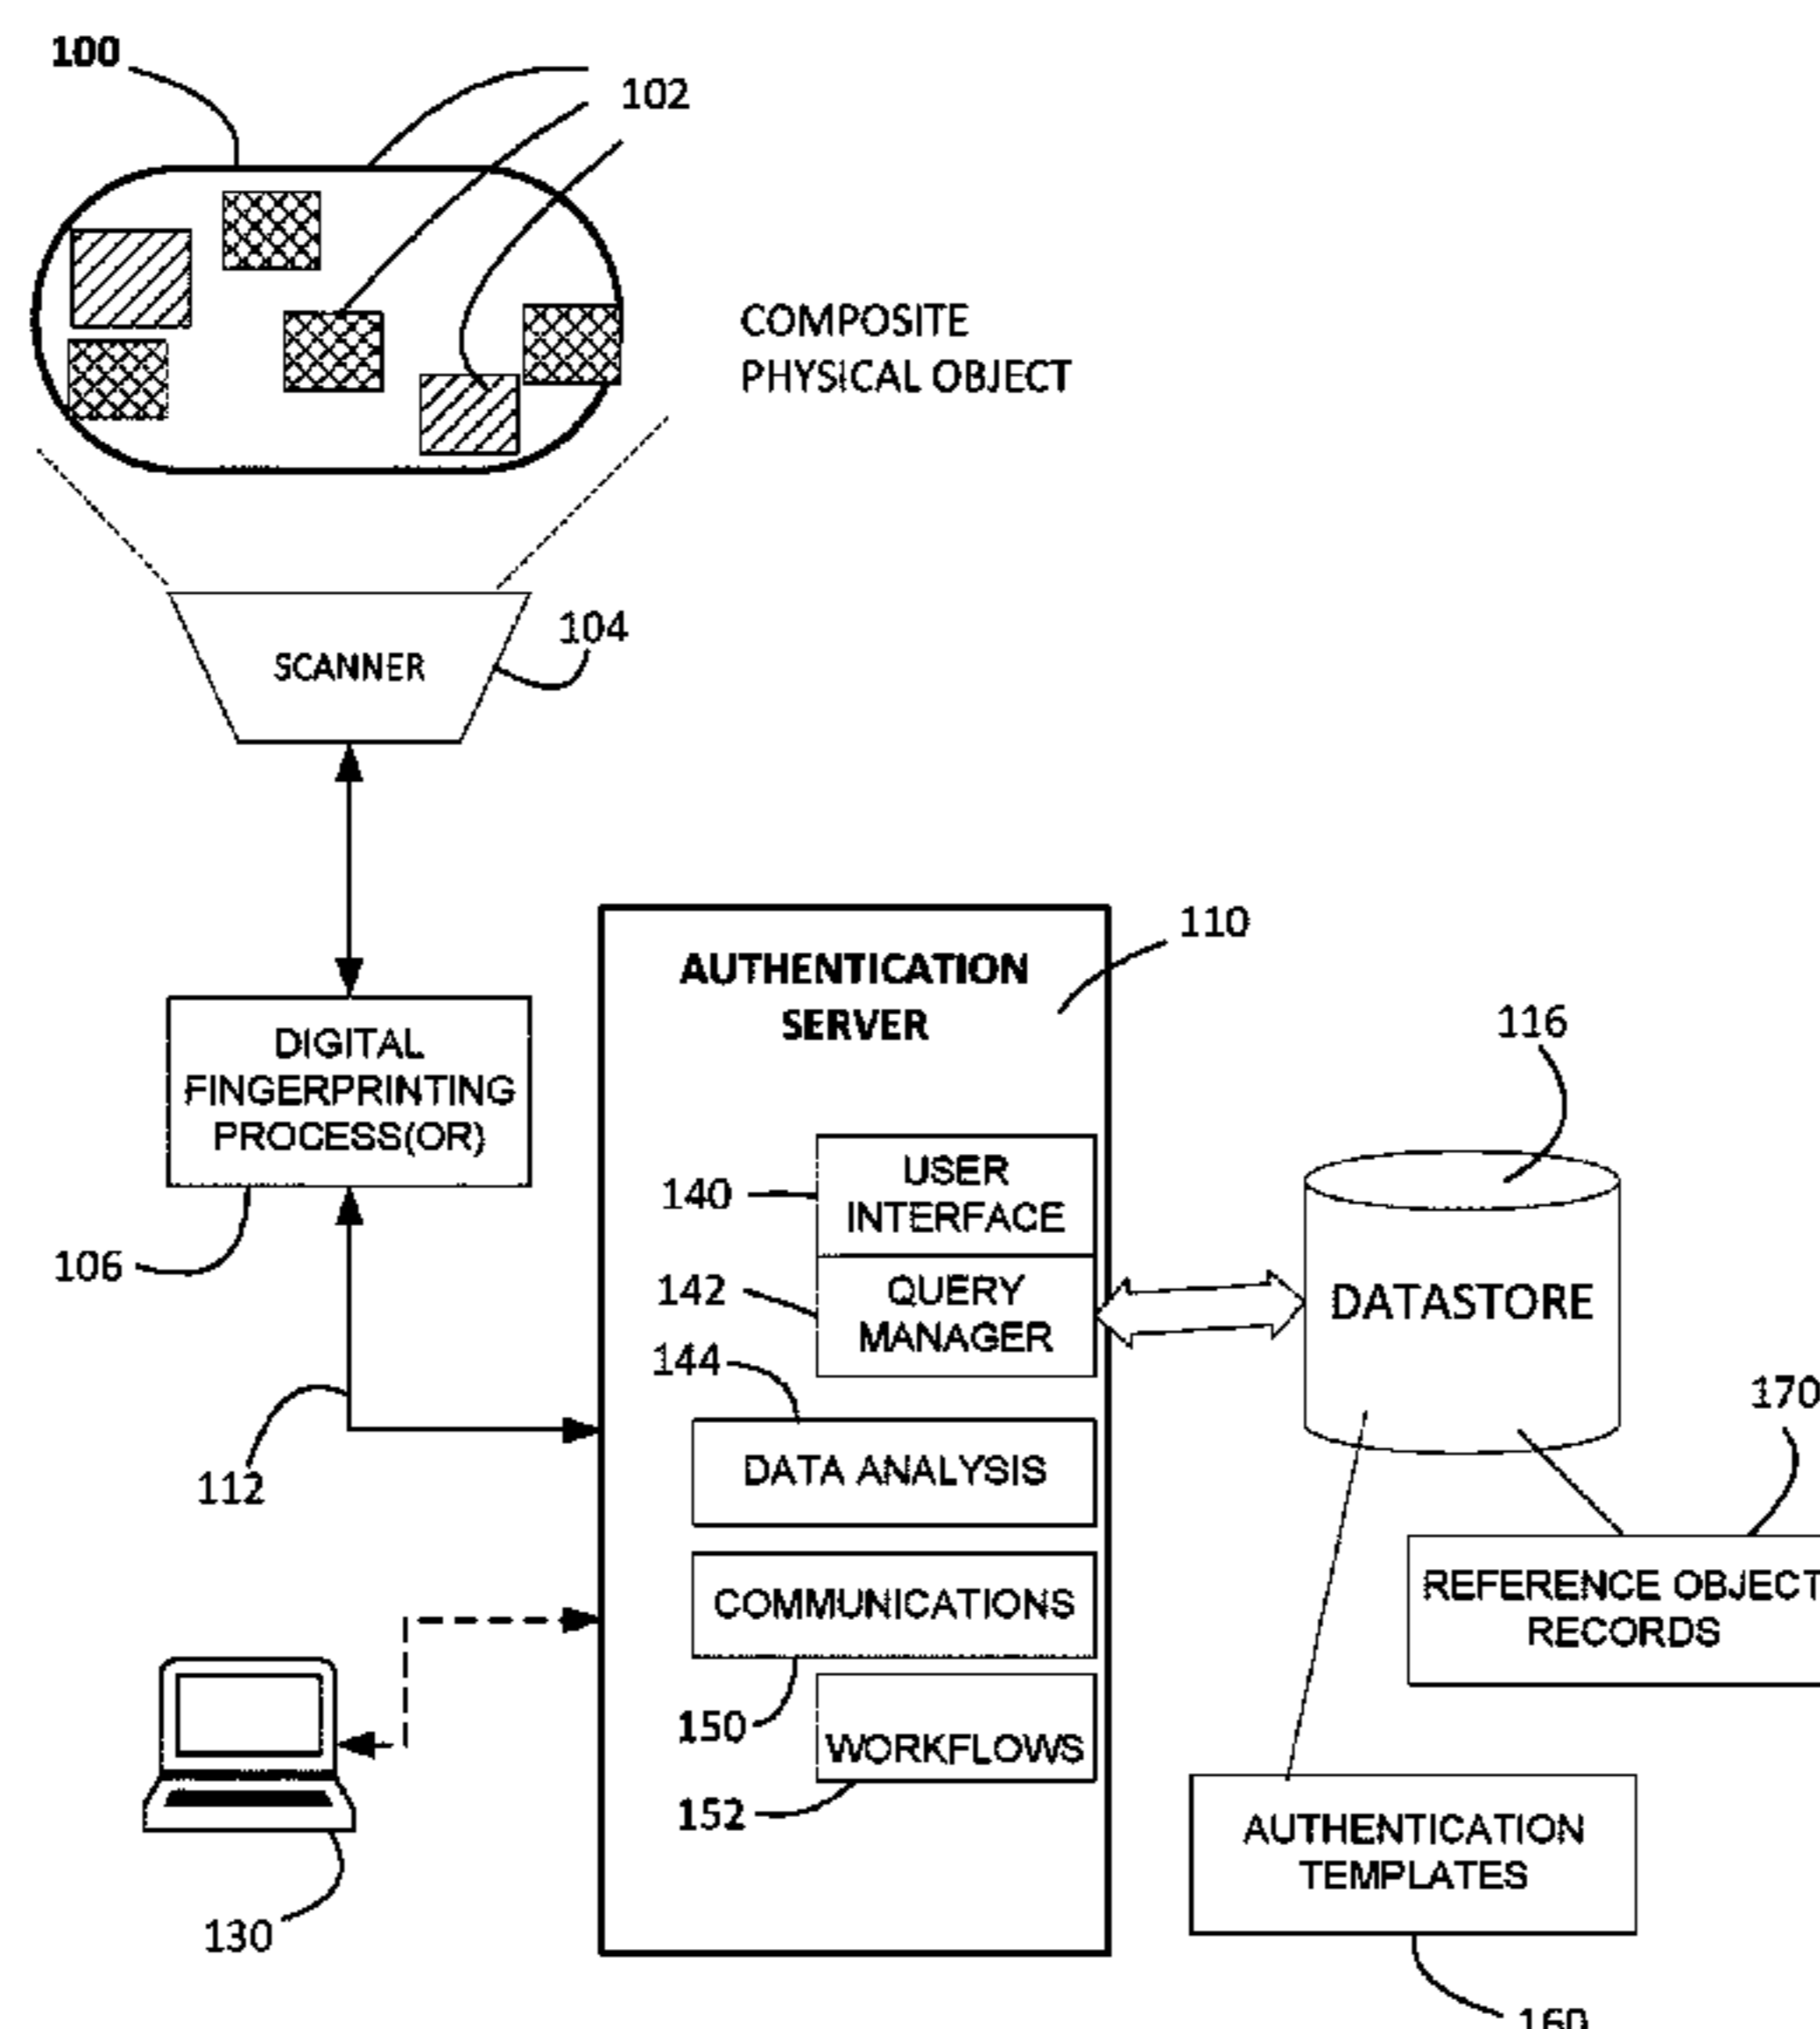 100
102
COMPOSITE
PHYSICAL OBJECT
SCANNER
104
DIGITAL
FINGERPRINTING
PROCESS(OR)
106
112
130
AUTHENTICATION
SERVER
110
140
USER
INTERFACE
142
QUERY
MANAGER
144
DATA ANALYSIS
COMMUNICATIONS
150
WORKFLOWS
152
116
DATASTORE
170
REFERENCE OBJECT
RECORDS
AUTHENTICATION
TEMPLATES
160